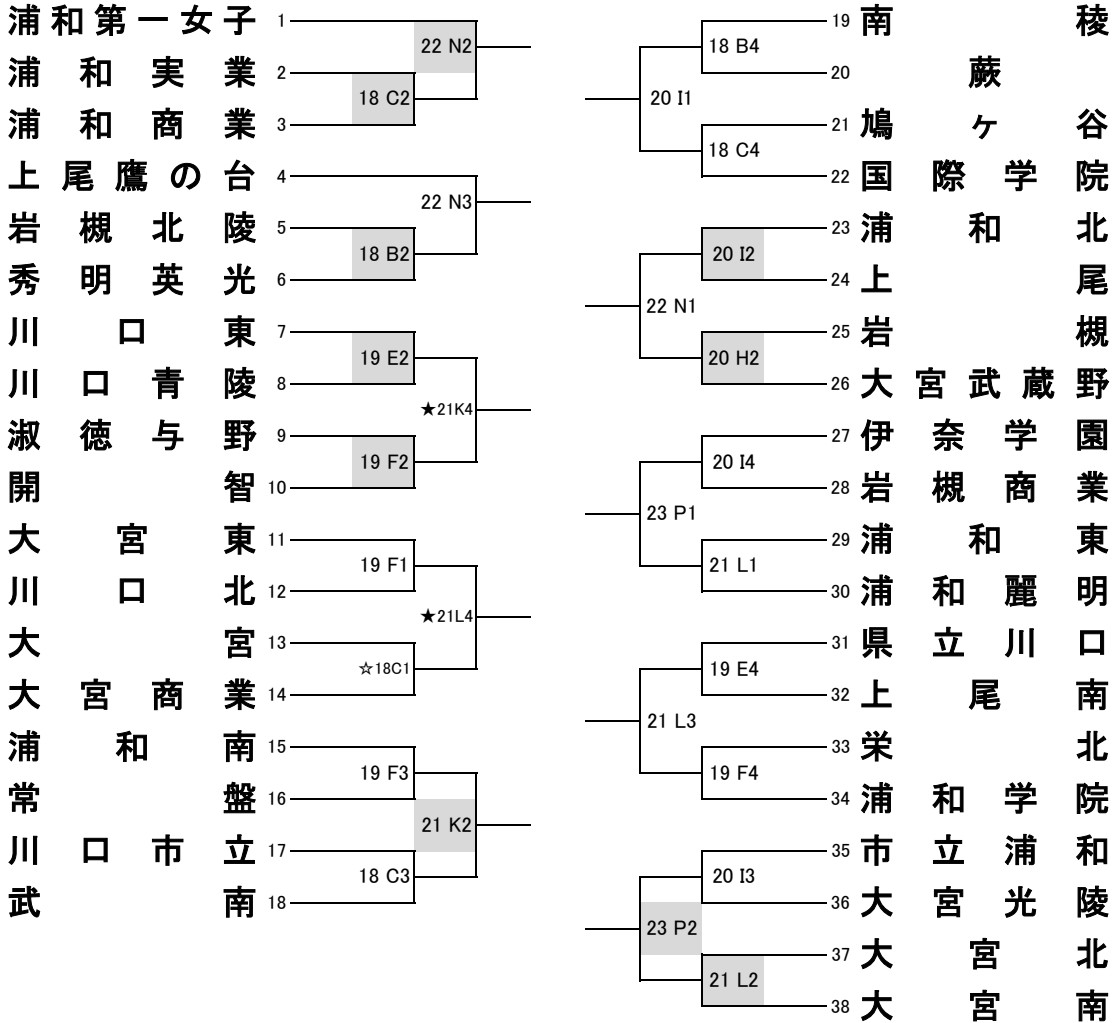 浦和第一女子 1
22 N2
浦和実業 2
18 C2
浦和商業 3
上尾鷹の台 4
22 N3
岩槻北陵 5
18 B2
秀明英光 6
川口東 7
19 E2
川口青陵 8
★21K4
淑徳与野 9
19 F2
開智 10
大宮東 11
19 F1
川口北 12
★21L4
大宮 13
☆18C1
大宮商業 14
浦和南 15
19 F3
常盤 16
21 K2
川口市立 17
18 C3
武南 18
19 南稜
18 B4
20 蕨
20 I1
21 鳩ヶ谷
18 C4
22 国際学院
23 浦和北
20 I2
24 上尾
22 N1
25 岩槻
20 H2
26 大宮武蔵野
27 伊奈学園
20 I4
28 岩槻商業
23 P1
29 浦和東
21 L1
30 浦和麗明
31 県立川口
19 E4
32 上尾南
21 L3
33 栄北
19 F4
34 浦和学院
35 市立浦和
20 I3
36 大宮光陵
23 P2
37 大宮北
21 L2
38 大宮南